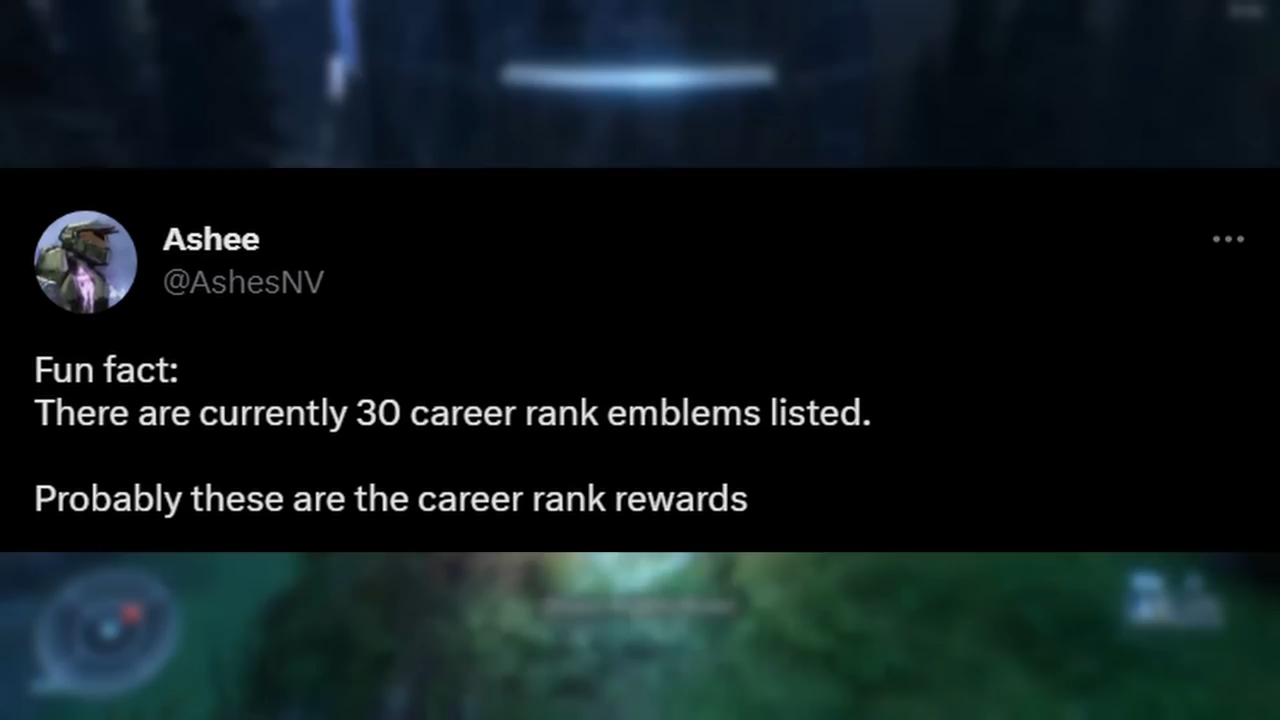 Ashee
@AshesNV
Fun fact:
There are currently 30 career rank emblems listed.
Probably these are the career rank rewards